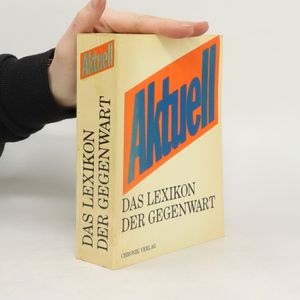 Aktuell
DAS LEXIKON
DER GEGENWART
Aktuell
DAS LEXIKON
DER GEGENWART
CHRONIK VERLAG